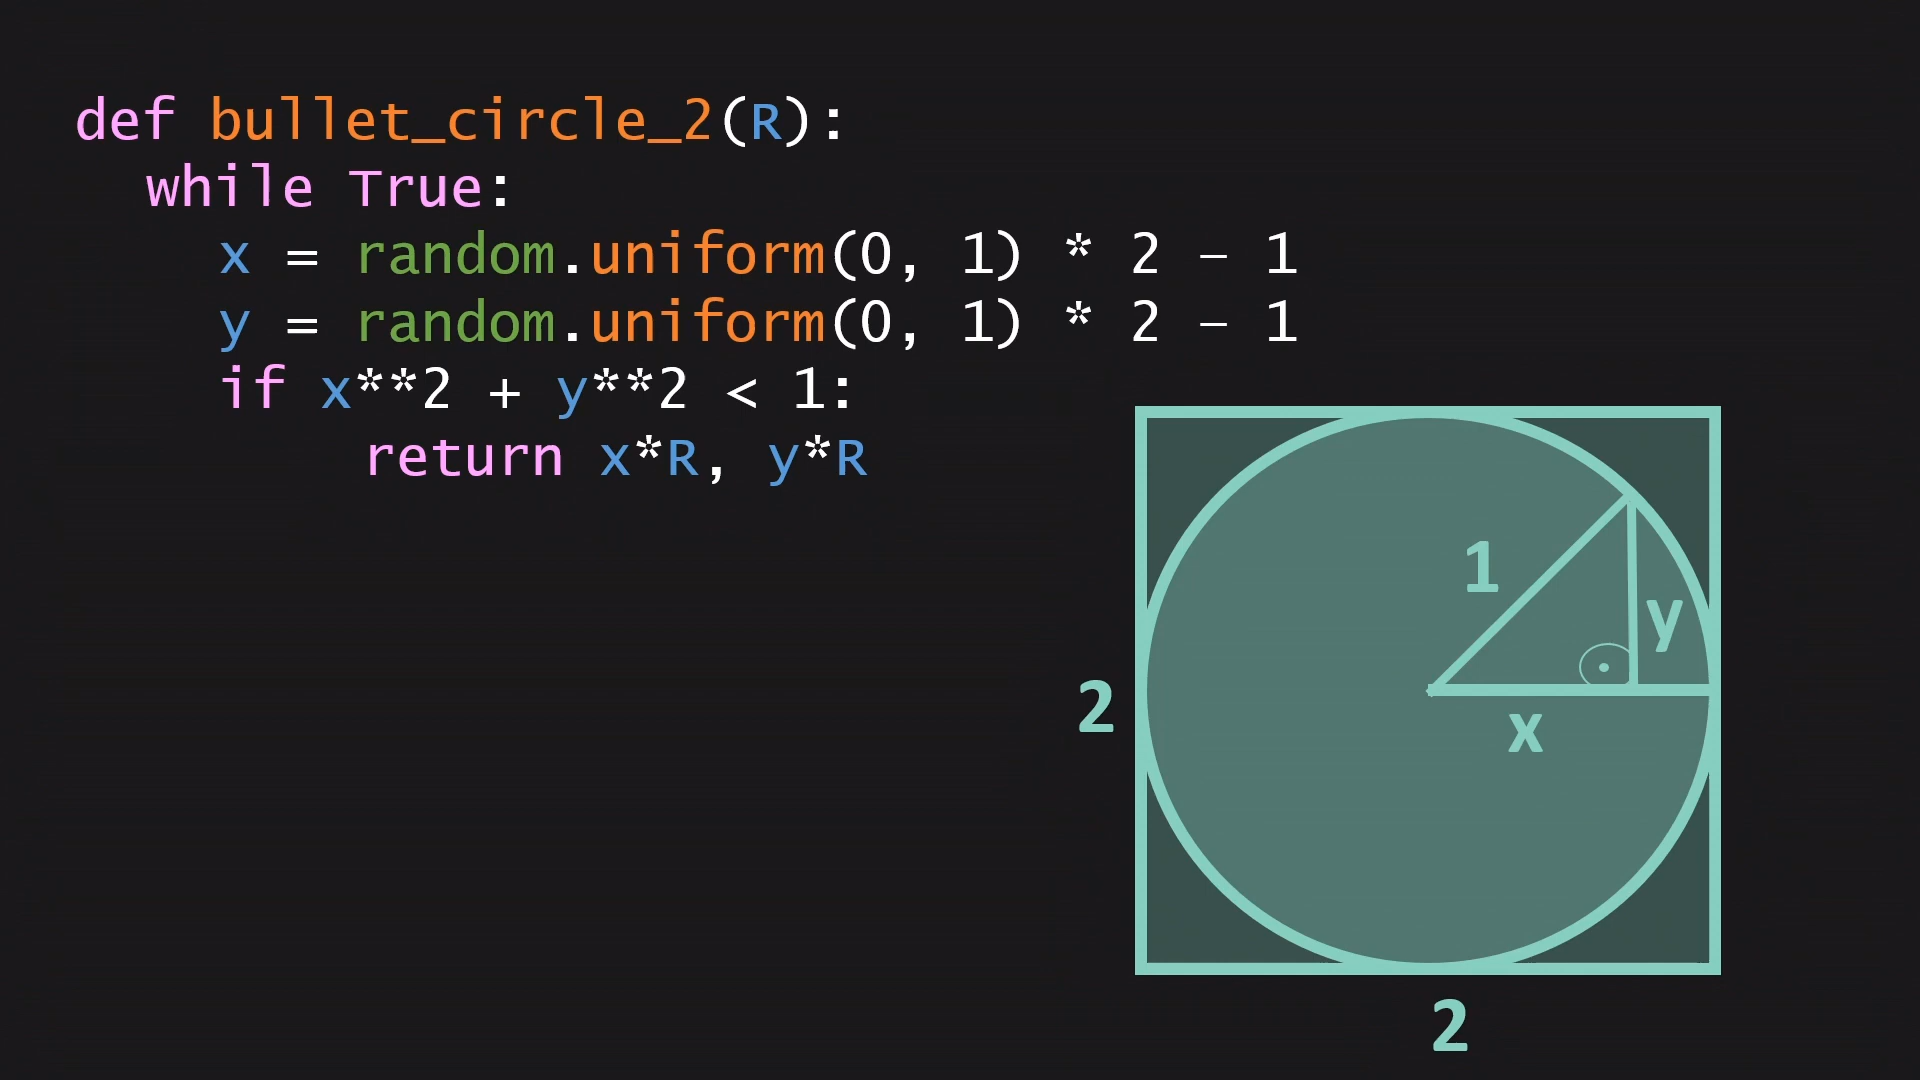 def bullet_circle_2(R):
while True:
x = random.uniform(0, 1) * 2 - 1
y = random.uniform(0, 1) * 2 - 1
if x**2 + y**2 < 1:
return x*R, y*R
1
y
2
x
2